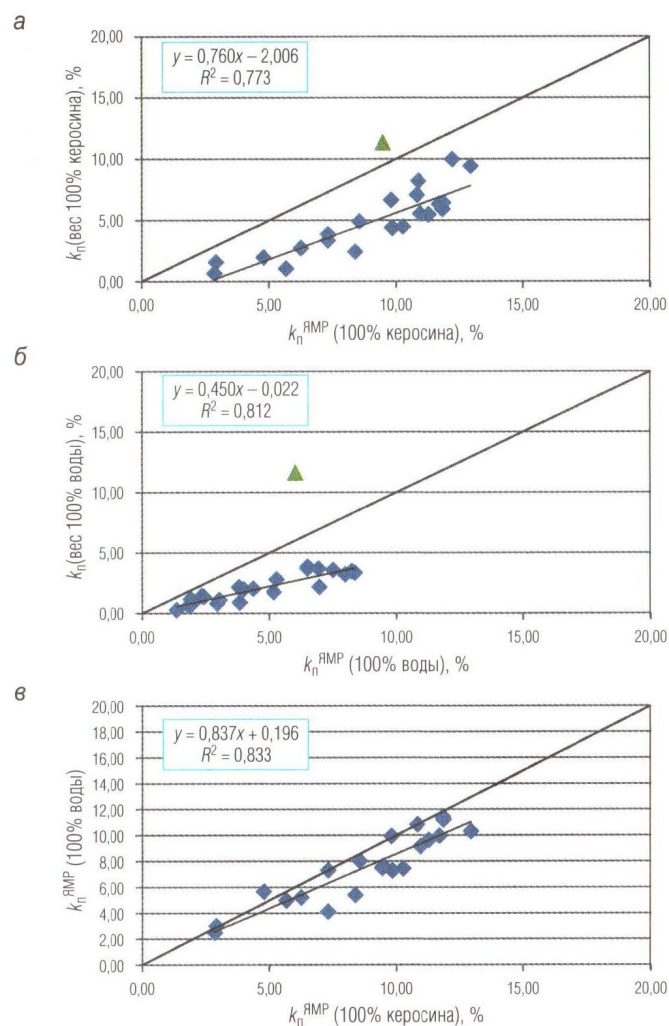 а
20,00
y = 0,760x – 2,006
R² = 0,773
15,00
10,00
5,00
0,00
kп(вес 100% керосина), %
0,00 5,00 10,00 15,00 20,00
kпЯМР (100% керосина), %
б
20,00
y = 0,450x – 0,022
R² = 0,812
15,00
10,00
5,00
0,00
kп(вес 100% воды), %
0,00 5,00 10,00 15,00 20,00
kпЯМР (100% воды), %
в
20,00
18,00
y = 0,837x + 0,196
R² = 0,833
16,00
14,00
12,00
10,00
8,00
6,00
4,00
2,00
0,00
kпЯМР (100% воды)
0,00 5,00 10,00 15,00 20,00
kпЯМР (100% керосина), %